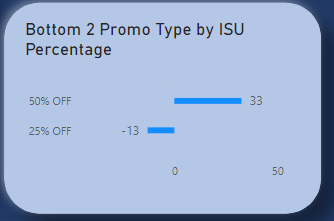 Bottom 2 Promo Type by ISU
Percentage
50% OFF 33
25% OFF -13
0 50